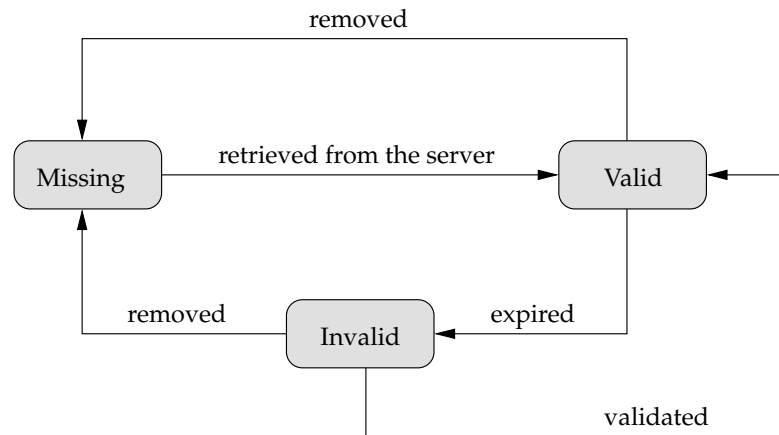 removed
retrieved from the server
Missing
Valid
removed
expired
Invalid
validated